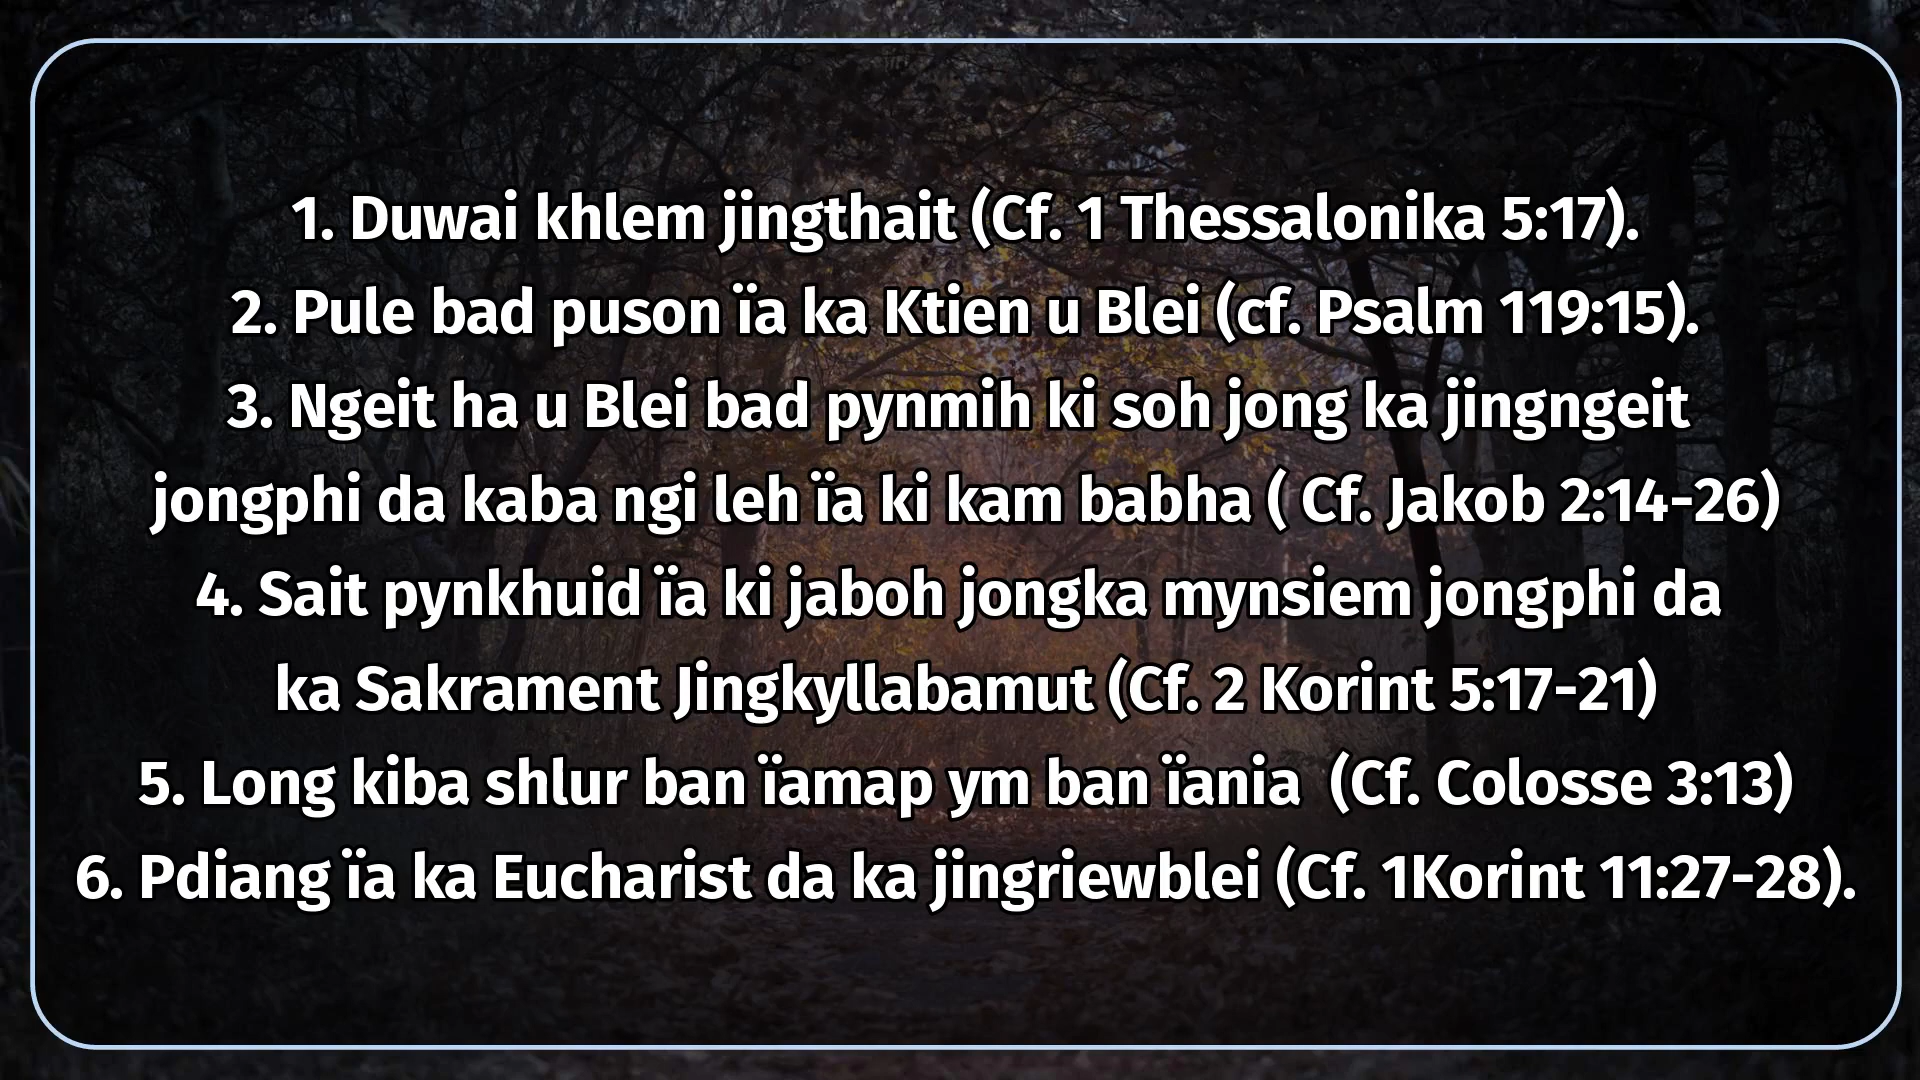 1. Duwai khlem jingthait (Cf. 1 Thessalonika 5:17).
2. Pule bad puson ïa ka Ktien u Blei (cf. Psalm 119:15).
3. Ngeit ha u Blei bad pynmih ki soh jong ka jingngeit
jongphi da kaba ngi leh ïa ki kam babha ( Cf. Jakob 2:14-26)
4. Sait pynkhuid ïa ki jaboh jongka mynsiem jongphi da
ka Sakrament Jingkyllabamut (Cf. 2 Korint 5:17-21)
5. Long kiba shlur ban ïamap ym ban ïania  (Cf. Colosse 3:13)
6. Pdiang ïa ka Eucharist da ka jingriewblei (Cf. 1Korint 11:27-28).